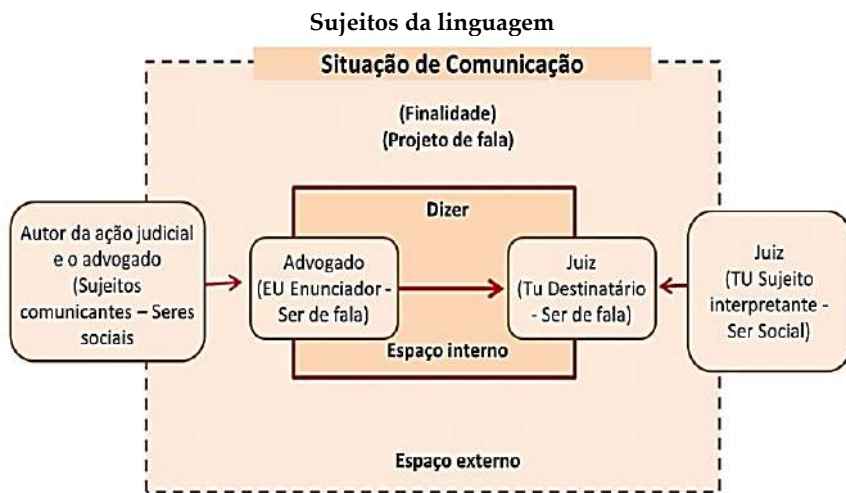 Sujeitos da linguagem
Situação de Comunicação
(Finalidade)
(Projeto de fala)
Autor da ação judicial
e o advogado
(Sujeitos
comunicantes – Seres
sociais
Dizer
Advogado
(EU Enunciador -
Ser de fala)
Juiz
(Tu Destinatário
- Ser de fala)
Juiz
(TU Sujeito
interpretante -
Ser Social)
Espaço interno
Espaço externo